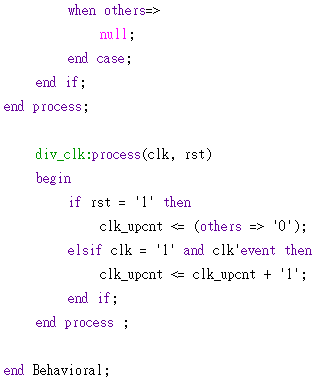 when others=>
null;
end case;
end if;
end process;
div_clk:process(clk, rst)
begin
if rst = '1' then
clk_upcnt <= (others => '0');
elsif clk = '1' and clk'event then
clk_upcnt <= clk_upcnt + '1';
end if;
end process ;
end Behavioral;